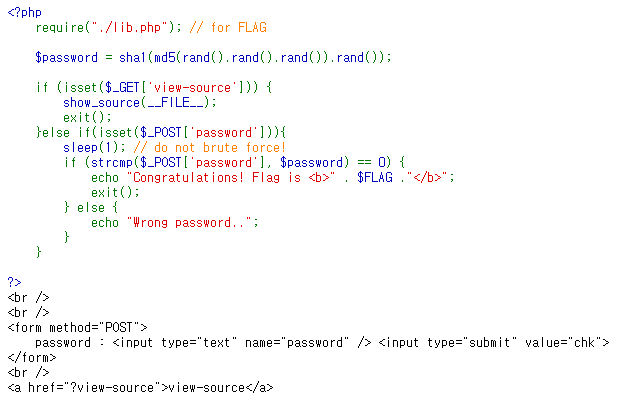 <?php
    require("./lib.php"); // for FLAG

    $password = sha1(md5(rand().rand().rand()).rand());

    if (isset($_GET['view-source'])) {
        show_source(__FILE__);
        exit();
    }else if(isset($_POST['password'])){
        sleep(1); // do not brute force!
        if (strcmp($_POST['password'], $password) == 0) {
            echo "Congratulations! Flag is <b>" . $FLAG ."</b>";
            exit();
        } else {
            echo "Wrong password..";
        }
    }

?>
<br />
<br />
<form method="POST">
    password : <input type="text" name="password" /> <input type="submit" value="chk">
</form>
<br />
<a href="?view-source">view-source</a>